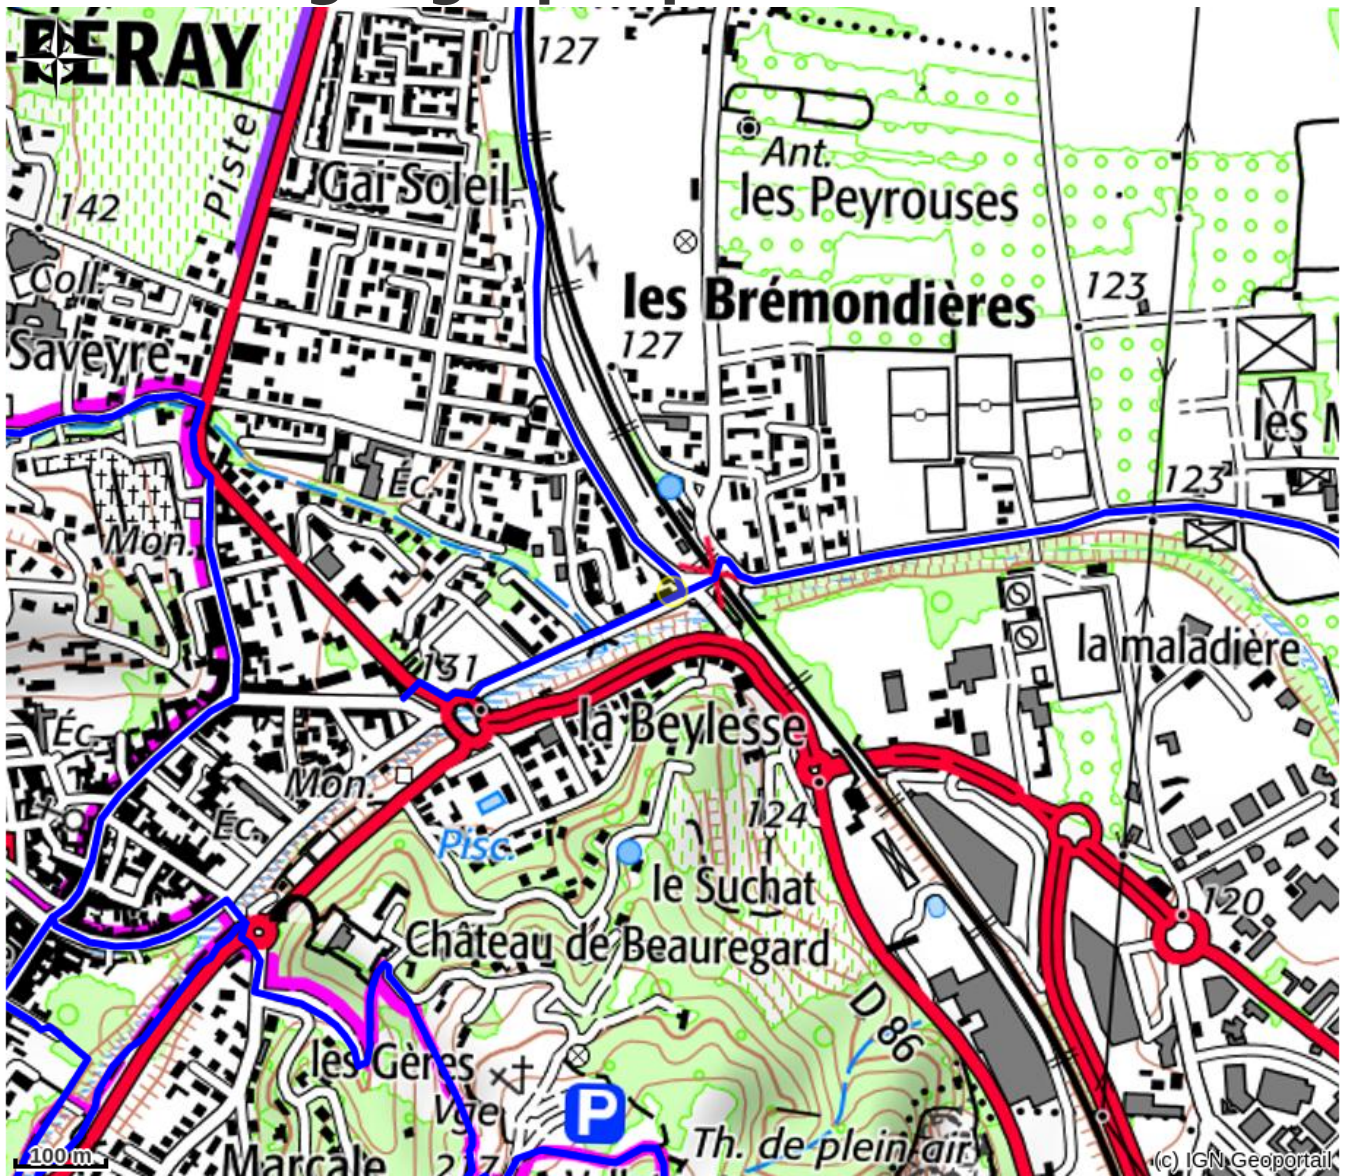 127
Piste
Ant.
Gai Soleil
les Peyrouses
142
Coll.
123
les Brémondières
127
Saveyre
les M
Éc.
123
Mon.
131
la maladière
Éc.
la Beylesse
Mon.
124
Éc.
Pisc.
le Suchat
120
Château de Beauregard
D 86
les Gères
Vge
P
Th. de plein air
100 m
Marcale
(c) IGN Geoportail